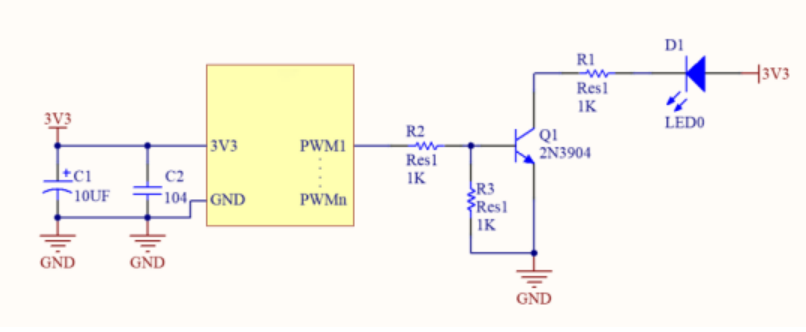 3V3
C1
10UF
C2
104
GND
GND
3V3
GND
PWM1
PWMn
R2
Res1
1K
R3
Res1
1K
Q1
2N3904
GND
R1
Res1
1K
D1
LED0
3V3